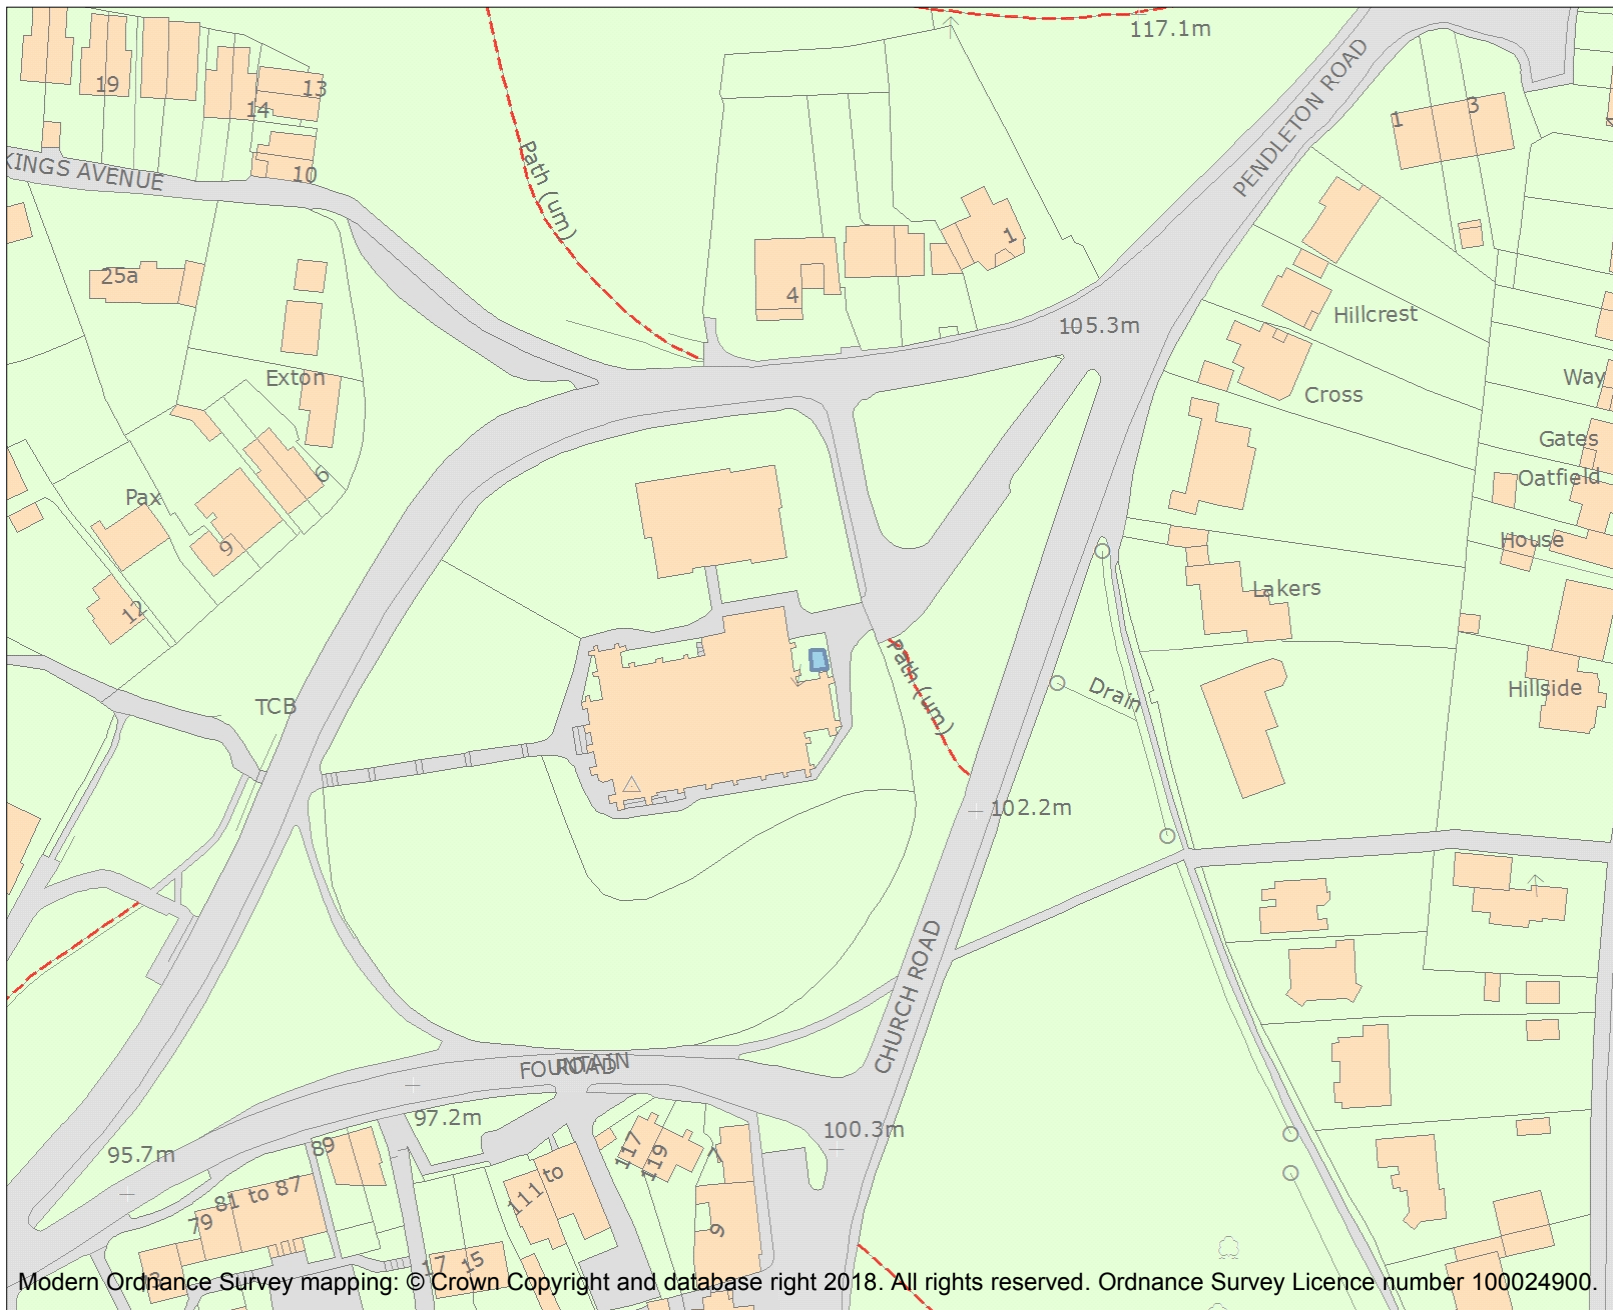 117.1m
PENDLETON ROAD
19
13
14
10
KINGS AVENUE
Path (um)
1
3
1
4
25a
105.3m
Hillcrest
Exton
Cross
Way
Gates
6
Oatfield
Pax
9
House
12
Lakers
Path (um)
Drain
Hillside
TCB
102.2m
CHURCH ROAD
FOUNTAIN
ROAD
97.2m
100.3m
95.7m
89
117
119
7
81 to 87
79
111 to
9
17
15
3
Modern Ordnance Survey mapping: © Crown Copyright and database right 2018. All rights reserved. Ordnance Survey Licence number 100024900.